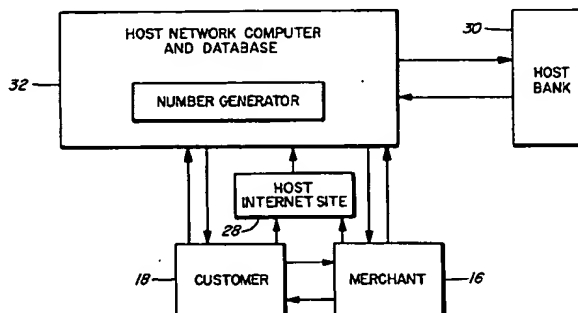 HOST NETWORK COMPUTER
AND DATABASE
NUMBER GENERATOR
32
30
HOST
BANK
HOST
INTERNET SITE
28
18
CUSTOMER
MERCHANT
16